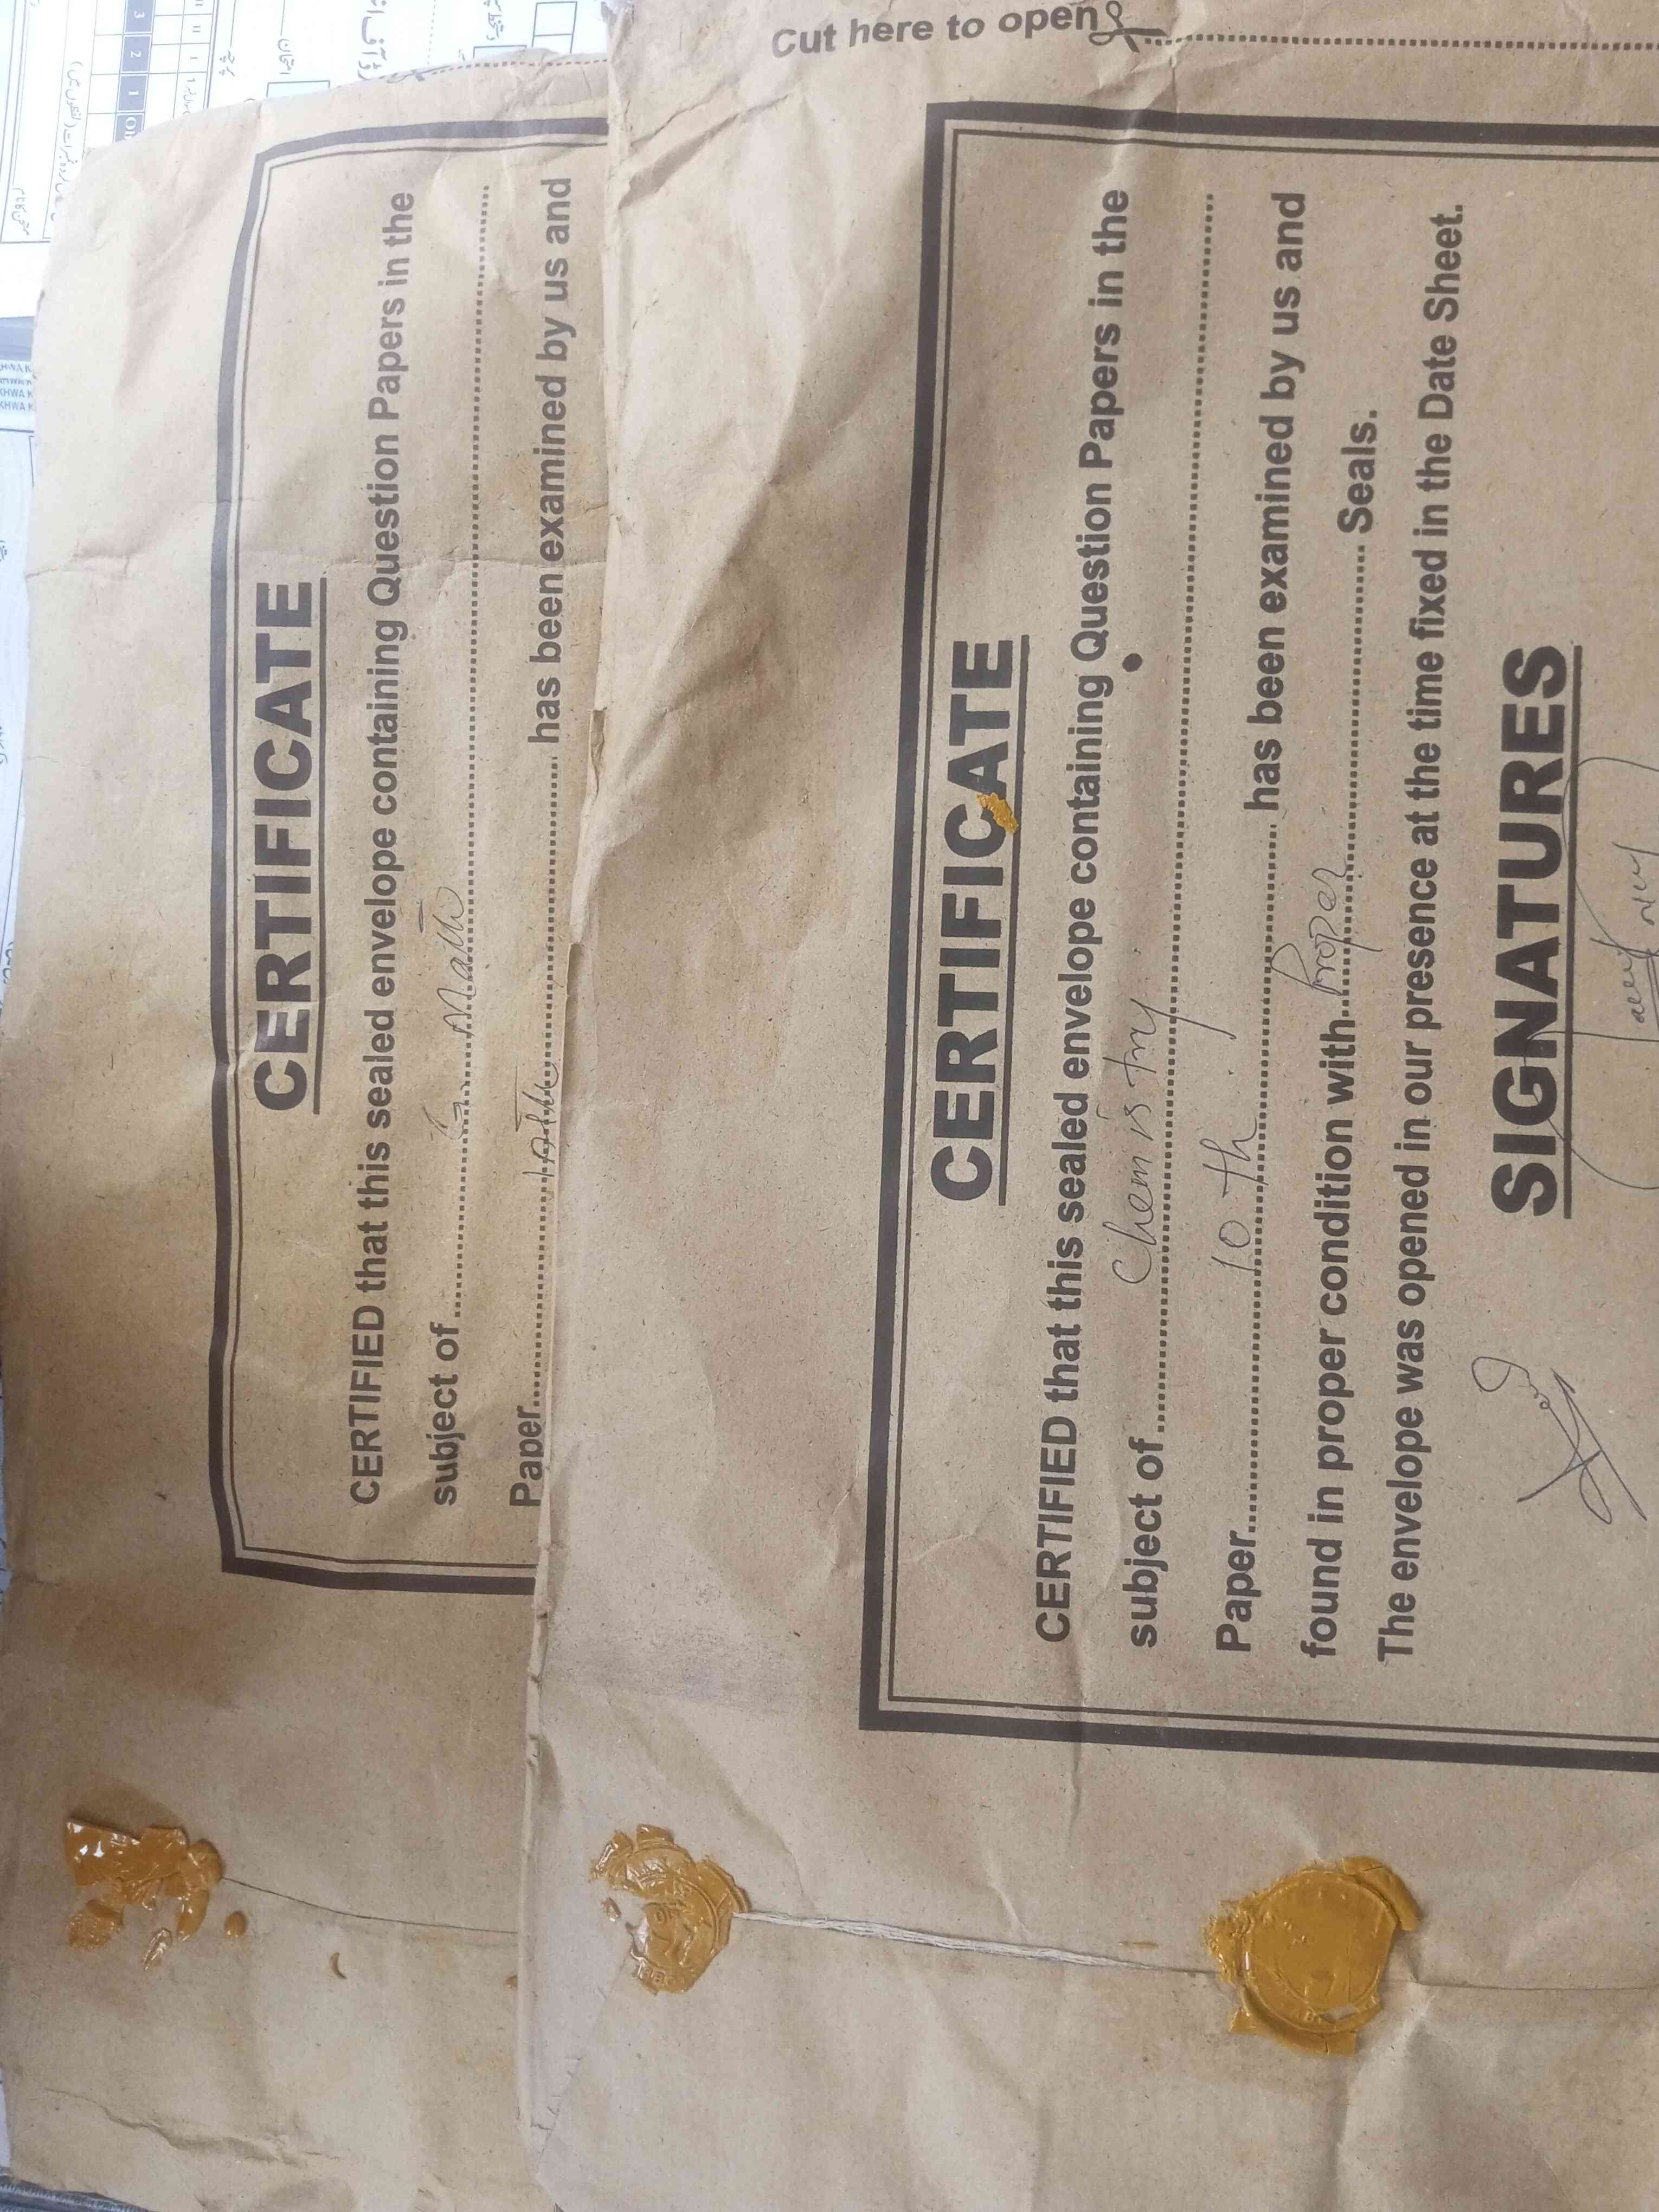 CERTIFICATE
CERTIFIED that this sealed envelope containing Question Papers in the
subject of.......... G. Math ..........
Paper.......... 10th .......... has been examined by us and
Cut here to open
CERTIFICATE
CERTIFIED that this sealed envelope containing Question Papers in the
subject of.......... Chemistry ..........
Paper.......... 10 th .......... has been examined by us and
found in proper condition with.......... Proper .......... Seals.
The envelope was opened in our presence at the time fixed in the Date Sheet.
SIGNATURES